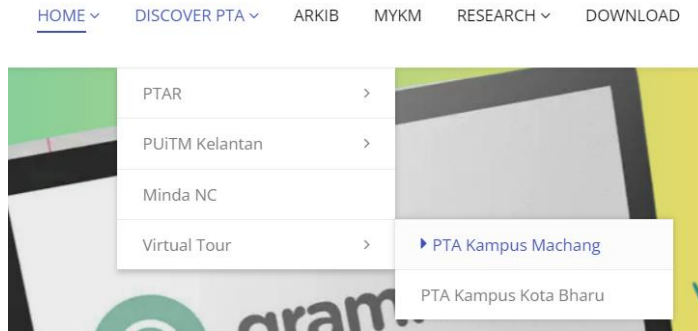 HOME DISCOVER PTA ARKIB MYKM RESEARCH DOWNLOAD
PTAR
PUiTM Kelantan
Minda NC
Virtual Tour
PTA Kampus Machang
PTA Kampus Kota Bharu